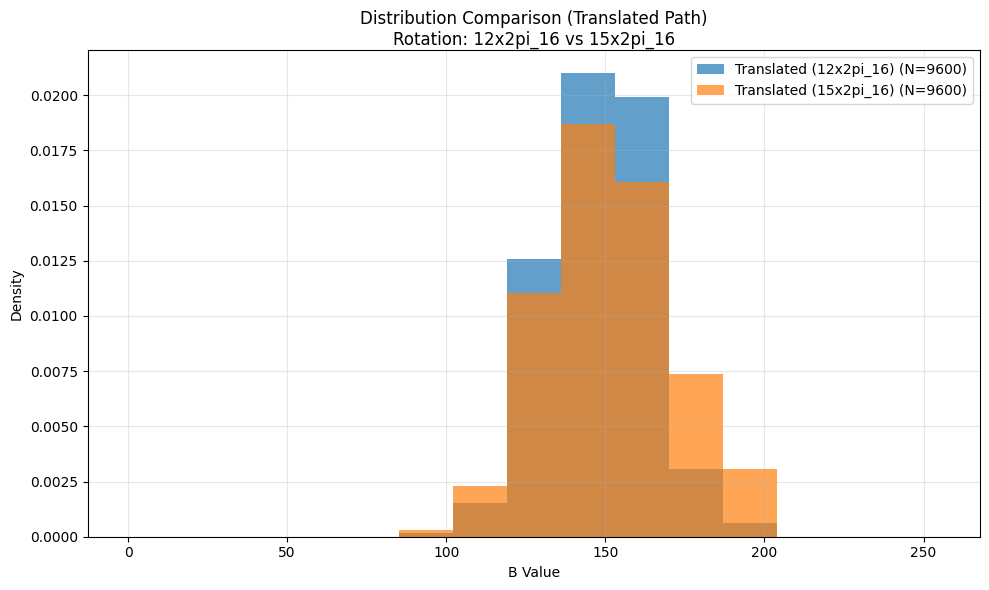 Distribution Comparison (Translated Path)
Rotation: 12x2pi_16 vs 15x2pi_16
Translated (12x2pi_16) (N=9600)
Translated (15x2pi_16) (N=9600)
0.0200
0.0175
0.0150
0.0125
0.0100
0.0075
0.0050
0.0025
0.0000
Density
0 50 100 150 200 250
B Value